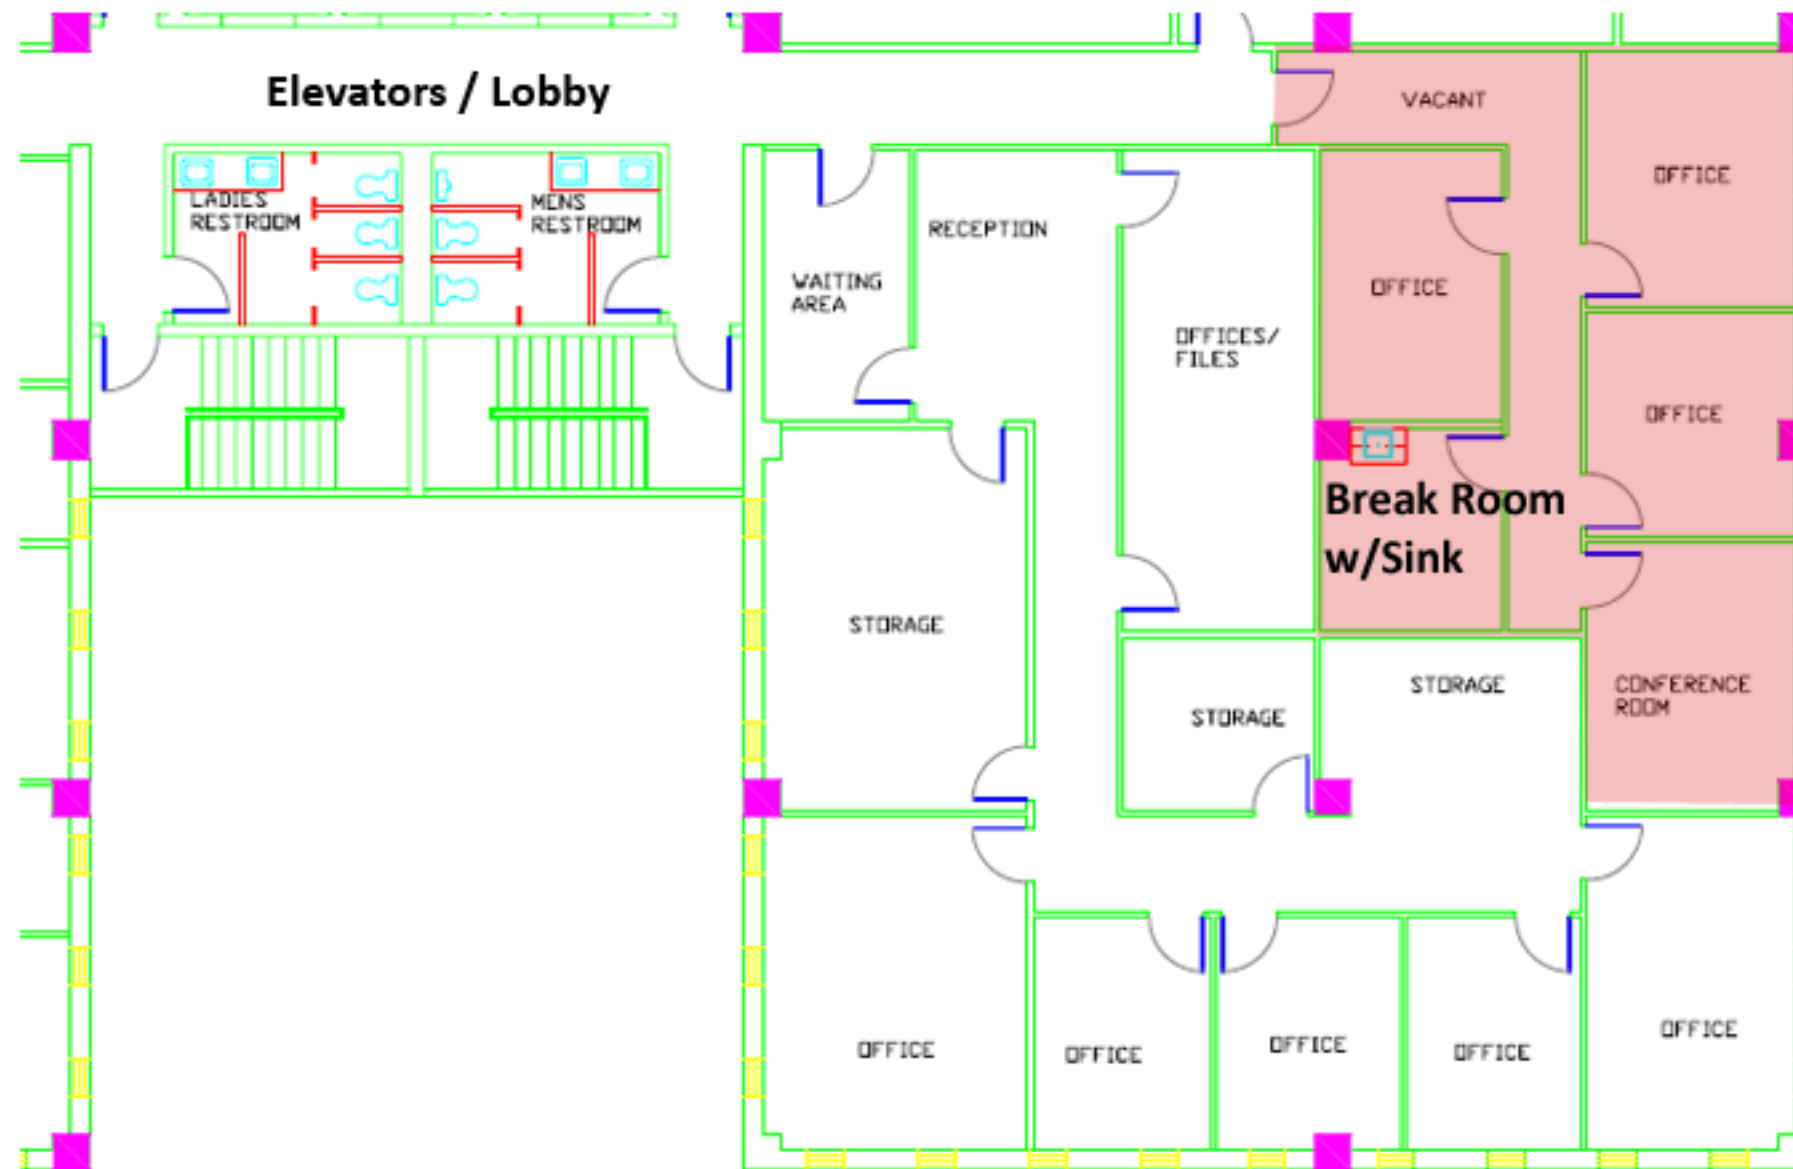 Elevators / Lobby
VACANT
OFFICE
LADIES
RESTROOM
MENS
RESTROOM
RECEPTION
WAITING
AREA
OFFICE
OFFICES/
FILES
OFFICE
Break Room
w/Sink
STORAGE
STORAGE
STORAGE
CONFERENCE
ROOM
OFFICE
OFFICE
OFFICE
OFFICE
OFFICE